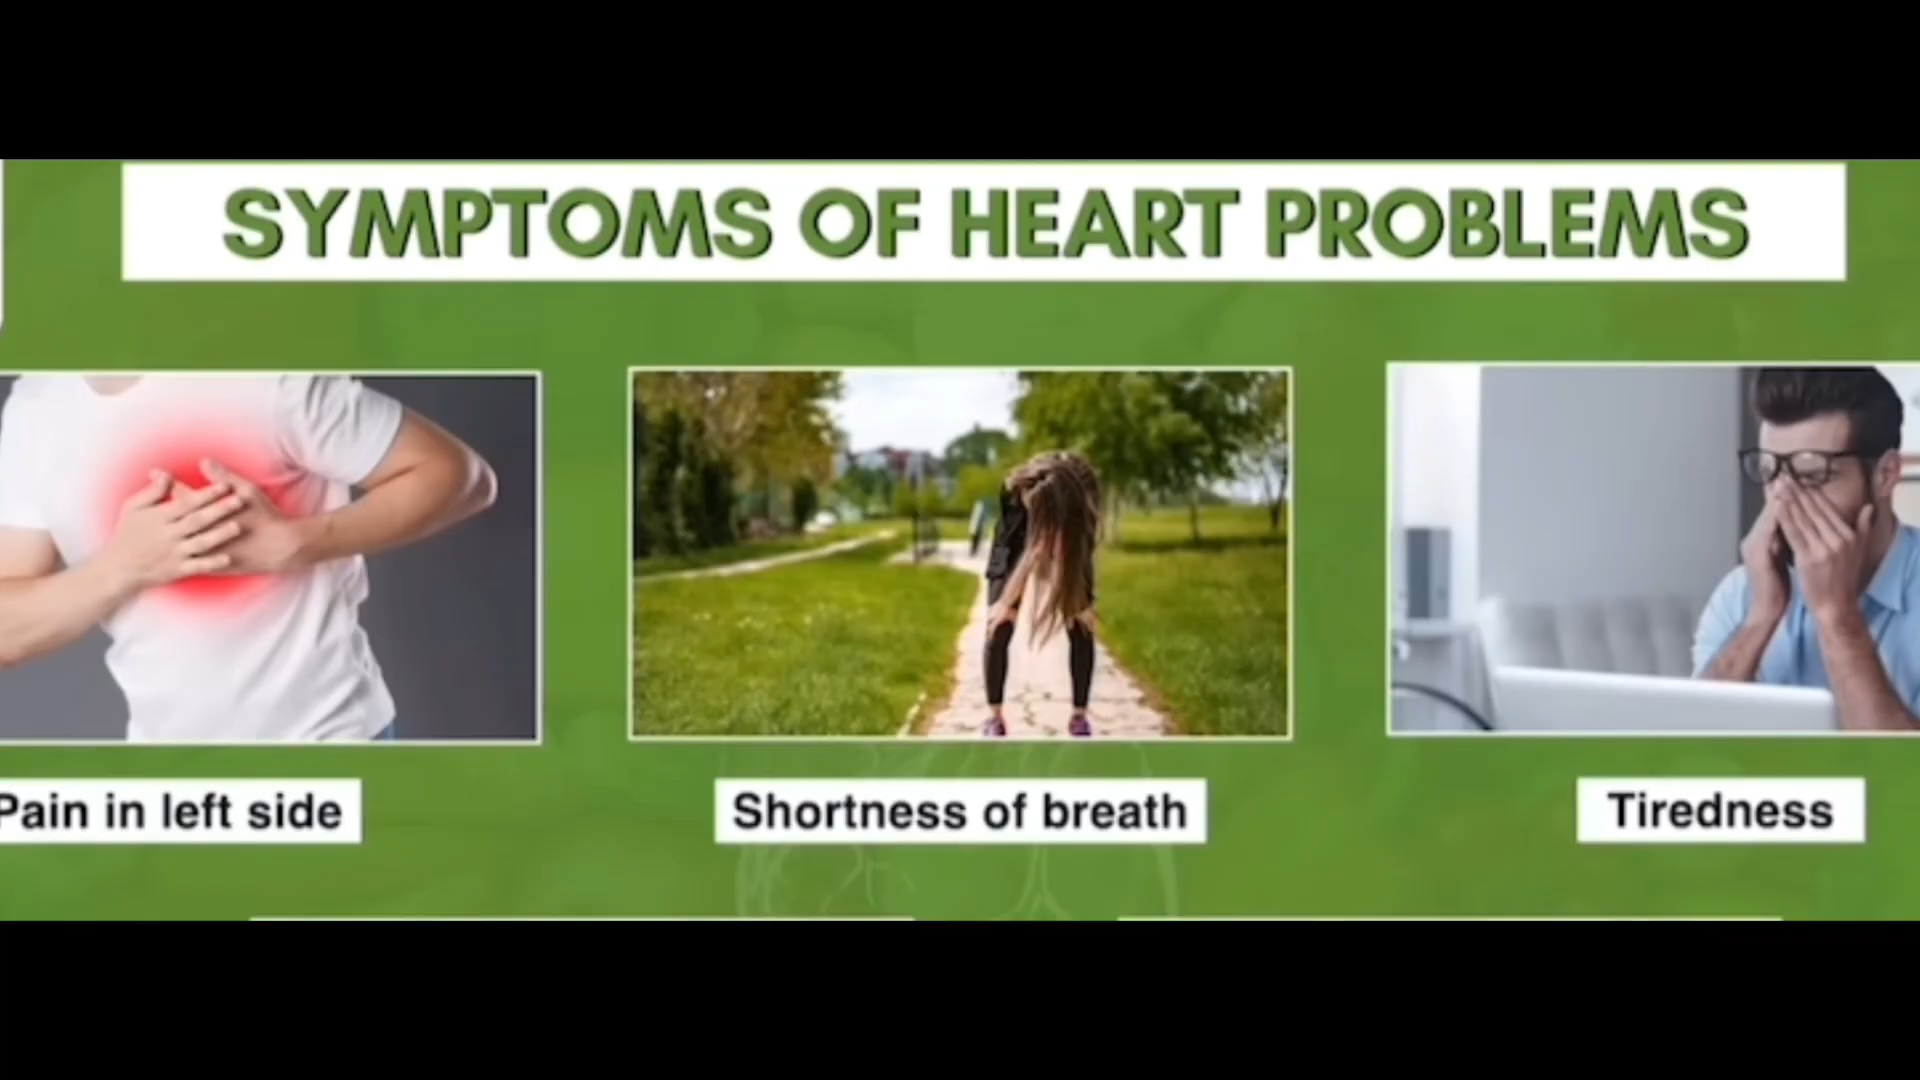 SYMPTOMS OF HEART PROBLEMS
Pain in left side
Shortness of breath
Tiredness